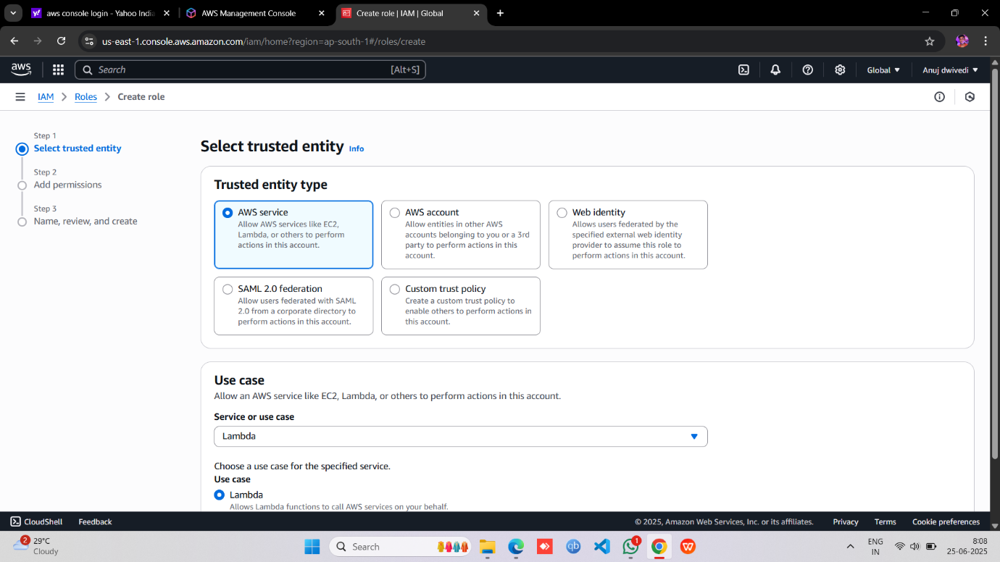 aws console login - Yahoo India
AWS Management Console
Create role | IAM | Global
us-east-1.console.aws.amazon.com/iam/home?region=ap-south-1#/roles/create
aws
Search
[Alt+S]
Global
Anuj dwivedi
IAM
Roles
Create role
Step 1
Select trusted entity
Step 2
Add permissions
Step 3
Name, review, and create
Select trusted entity Info
Trusted entity type
AWS service
Allow AWS services like EC2,
Lambda, or others to perform
actions in this account.
AWS account
Allow entities in other AWS
accounts belonging to you or a 3rd
party to perform actions in this
account.
Web identity
Allows users federated by the
specified external web identity
provider to assume this role to
perform actions in this account.
SAML 2.0 federation
Allow users federated with SAML
2.0 from a corporate directory to
perform actions in this account.
Custom trust policy
Create a custom trust policy to
enable others to perform actions in
this account.
Use case
Allow an AWS service like EC2, Lambda, or others to perform actions in this account.
Service or use case
Lambda
Choose a use case for the specified service.
Use case
Lambda
Allows Lambda functions to call AWS services on your behalf.
CloudShell
Feedback
© 2025, Amazon Web Services, Inc. or its affiliates.
Privacy
Terms
Cookie preferences
2
29°C
Cloudy
Search
qb
1
W
ENG
IN
8:08
25-06-2025